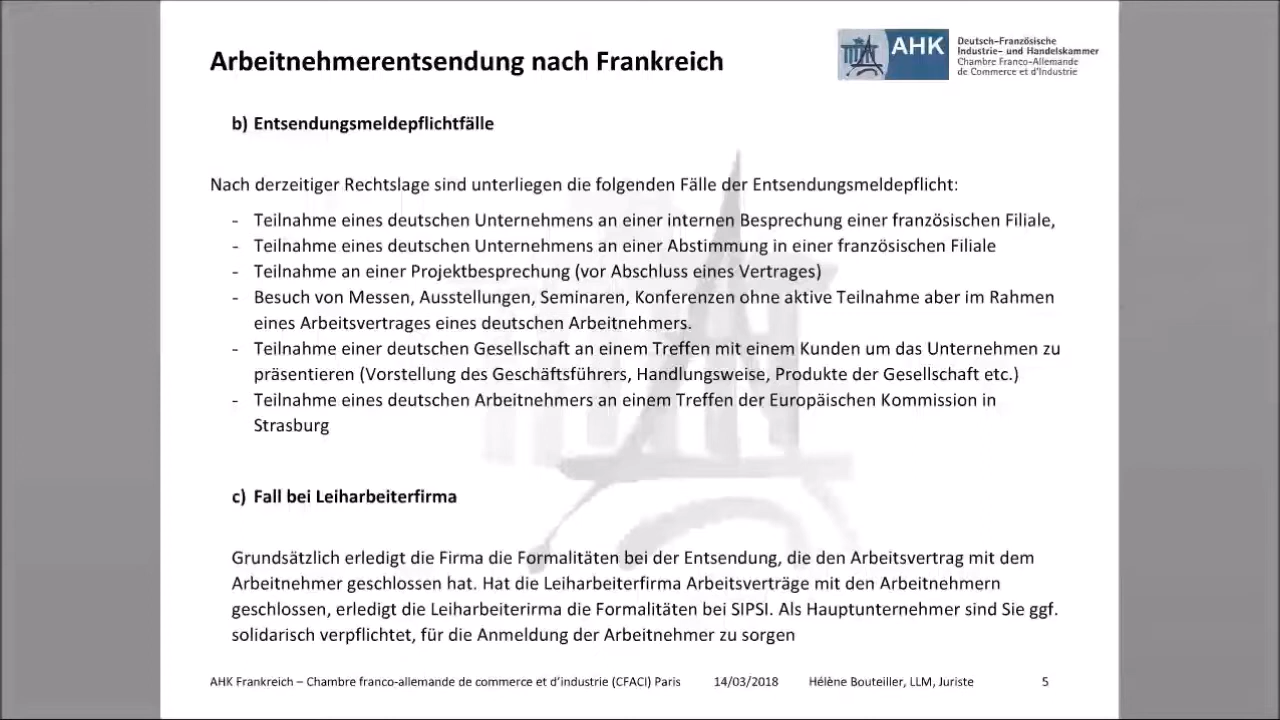 Arbeitnehmerentsendung nach Frankreich
AHK
Deutsch-Französische
Industrie- und Handelskammer
Chambre Franco-Allemande
de Commerce et d'Industrie
b) Entsendungsmeldepflichtfälle
Nach derzeitiger Rechtslage sind unterliegen die folgenden Fälle der Entsendungsmeldepflicht:
- Teilnahme eines deutschen Unternehmens an einer internen Besprechung einer französischen Filiale,
- Teilnahme eines deutschen Unternehmens an einer Abstimmung in einer französischen Filiale
- Teilnahme an einer Projektbesprechung (vor Abschluss eines Vertrages)
- Besuch von Messen, Ausstellungen, Seminaren, Konferenzen ohne aktive Teilnahme aber im Rahmen
eines Arbeitsvertrages eines deutschen Arbeitnehmers.
- Teilnahme einer deutschen Gesellschaft an einem Treffen mit einem Kunden um das Unternehmen zu
präsentieren (Vorstellung des Geschäftsführers, Handlungsweise, Produkte der Gesellschaft etc.)
- Teilnahme eines deutschen Arbeitnehmers an einem Treffen der Europäischen Kommission in
Strasburg
c) Fall bei Leiharbeiterfirma
Grundsätzlich erledigt die Firma die Formalitäten bei der Entsendung, die den Arbeitsvertrag mit dem
Arbeitnehmer geschlossen hat. Hat die Leiharbeiterfirma Arbeitsverträge mit den Arbeitnehmern
geschlossen, erledigt die Leiharbeiterirma die Formalitäten bei SIPSI. Als Hauptunternehmer sind Sie ggf.
solidarisch verpflichtet, für die Anmeldung der Arbeitnehmer zu sorgen
AHK Frankreich – Chambre franco-allemande de commerce et d'industrie (CFACI) Paris 14/03/2018 Hélène Bouteiller, LLM, Juriste 5